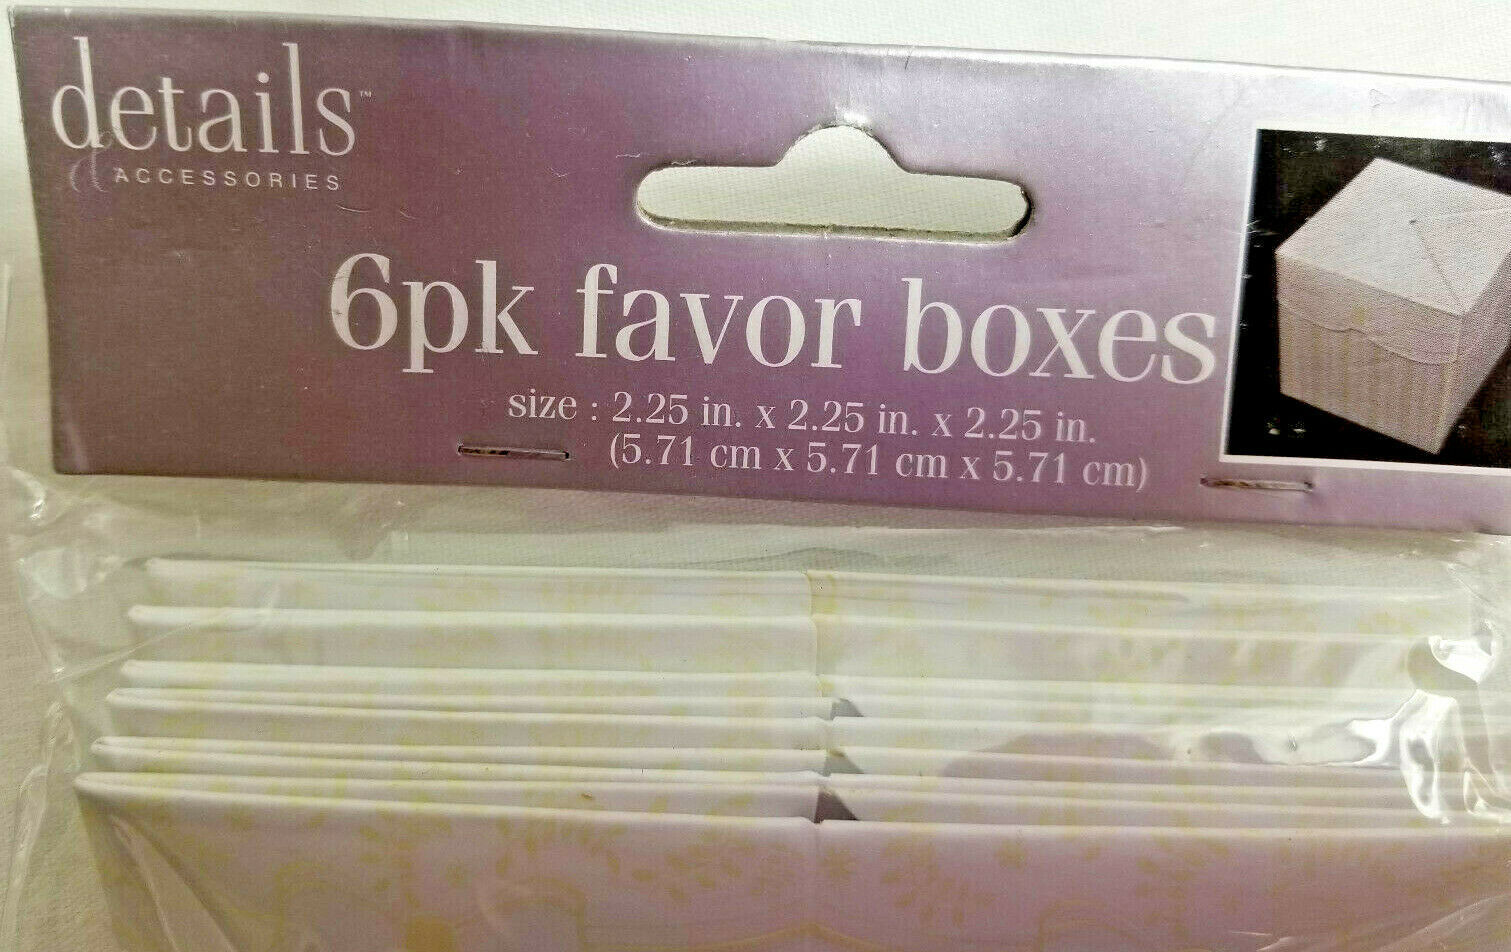 details™
& ACCESSORIES
6pk favor boxes
size : 2.25 in. x 2.25 in. x 2.25 in.
(5.71 cm x 5.71 cm x 5.71 cm)